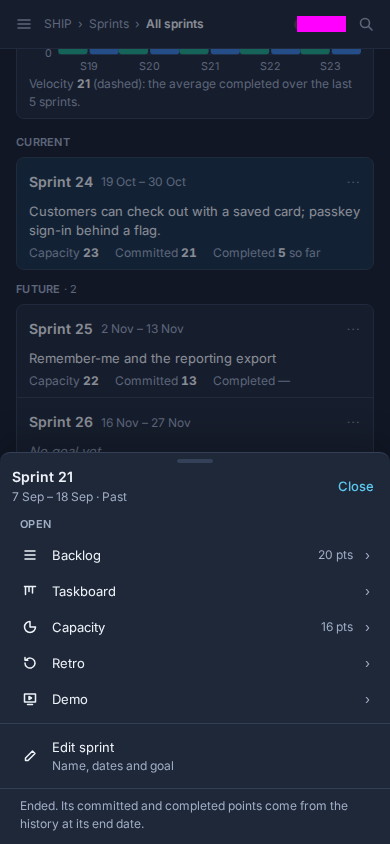 SHIP › Sprints › All sprints
0
S19 S20 S21 S22 S23
Velocity 21 (dashed): the average completed over the last
5 sprints.
CURRENT
Sprint 24 19 Oct – 30 Oct ···
Customers can check out with a saved card; passkey
sign-in behind a flag.
Capacity 23 Committed 21 Completed 5 so far
FUTURE · 2
Sprint 25 2 Nov – 13 Nov ···
Remember-me and the reporting export
Capacity 22 Committed 13 Completed —
Sprint 26 16 Nov – 27 Nov ···
No goal yet
Sprint 21
7 Sep – 18 Sep · Past
Close
OPEN
Backlog 20 pts ›
Taskboard ›
Capacity 16 pts ›
Retro ›
Demo ›
Edit sprint
Name, dates and goal
Ended. Its committed and completed points come from the
history at its end date.